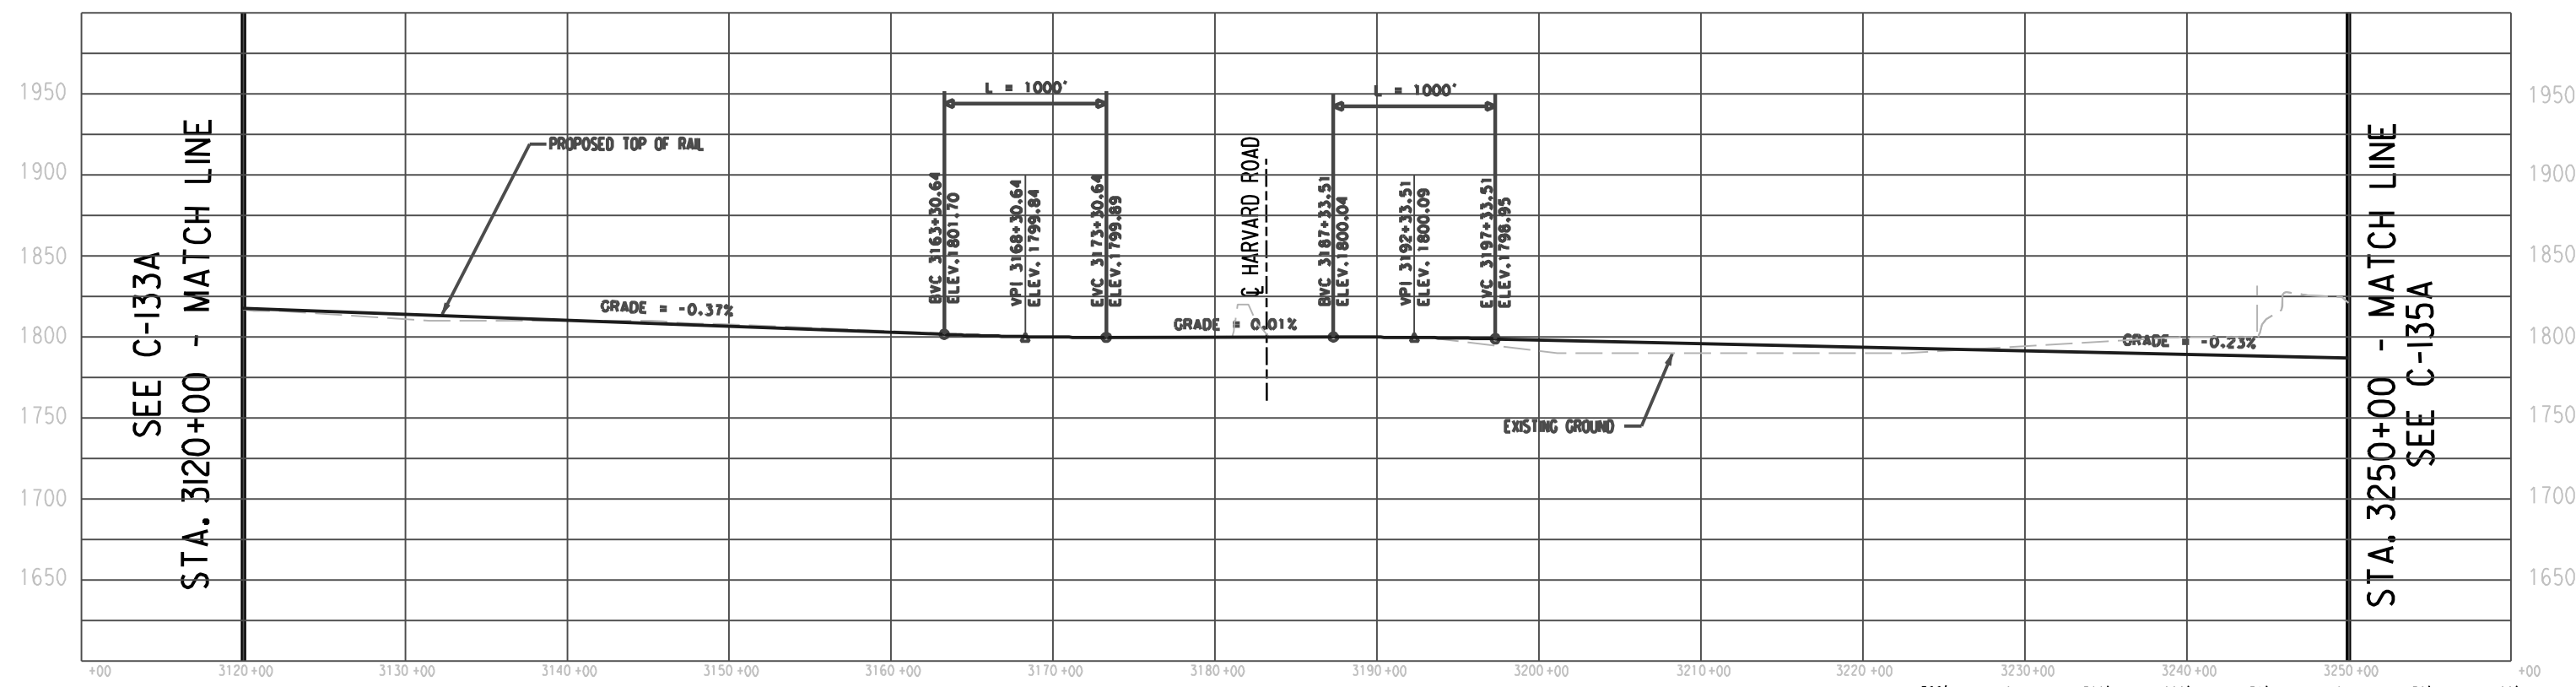 L = 1000'
L = 1000'
1950
1950
PROPOSED TOP OF RAIL
1900
1900
BVC 3163+30.64
ELEV.1801.70
VPI 3168+30.64
ELEV. 1799.84
EVC 3173+30.64
ELEV.1799.89
℄ HARVARD ROAD
BVC 3187+33.51
ELEV.1800.04
VPI 3192+33.51
ELEV. 1800.09
EVC 3197+33.51
ELEV.1798.95
SEE C-133A
STA. 3120+00 - MATCH LINE
STA. 3250+00 - MATCH LINE
SEE C-135A
1850
1850
GRADE = -0.37%
GRADE = 0.01%
GRADE = -0.23%
1800
1800
1750
1750
EXISTING GROUND
1700
1700
1650
1650
+00 3120+00 3130+00 3140+00 3150+00 3160+00 3170+00 3180+00 3190+00 3200+00 3210+00 3220+00 3230+00 3240+00 3250+00 +00